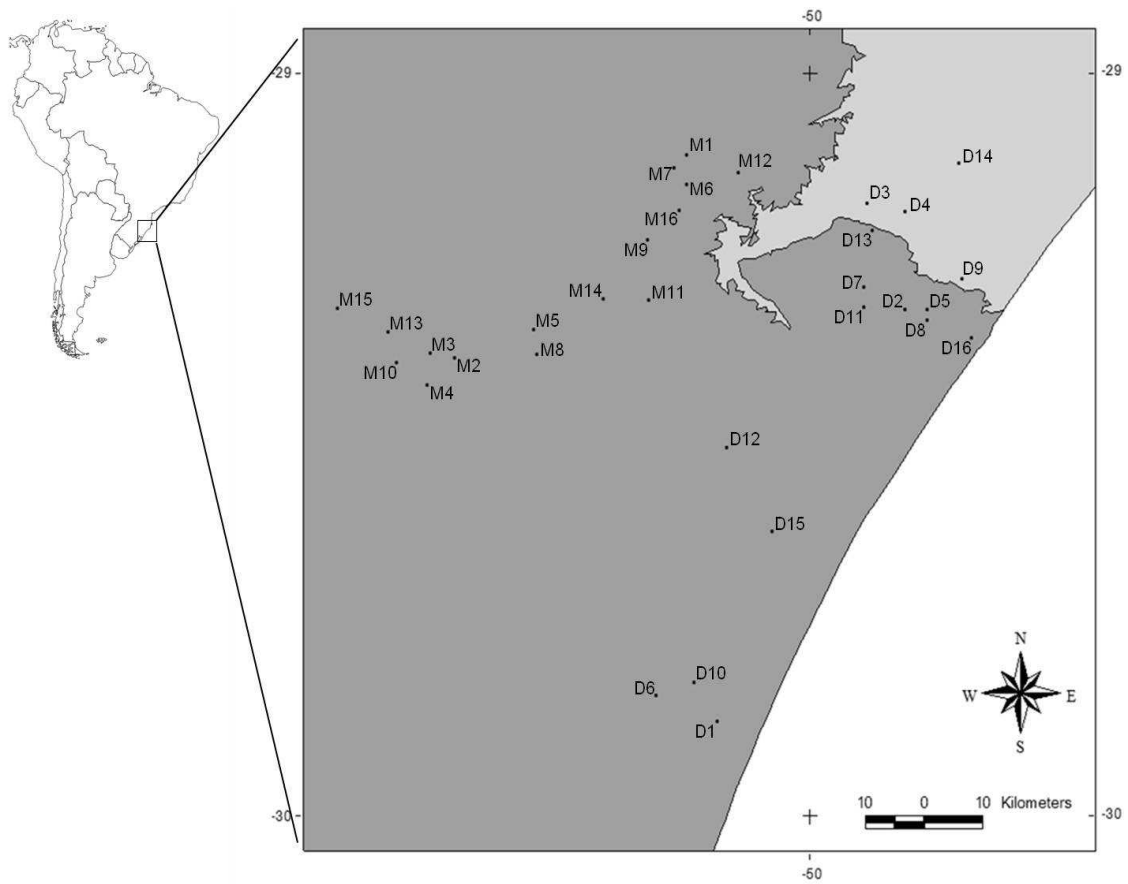 -50
-29
-29
M1
M12
M7
M6
D14
D3
D4
M16
D13
M9
D9
D7
M14
M11
M15
D2
D5
D11
M13
M5
D8
M3
D16
M8
M2
M10
M4
D12
D15
N
D10
D6
W
E
D1
S
10 0 10 Kilometers
-30
-30
-50